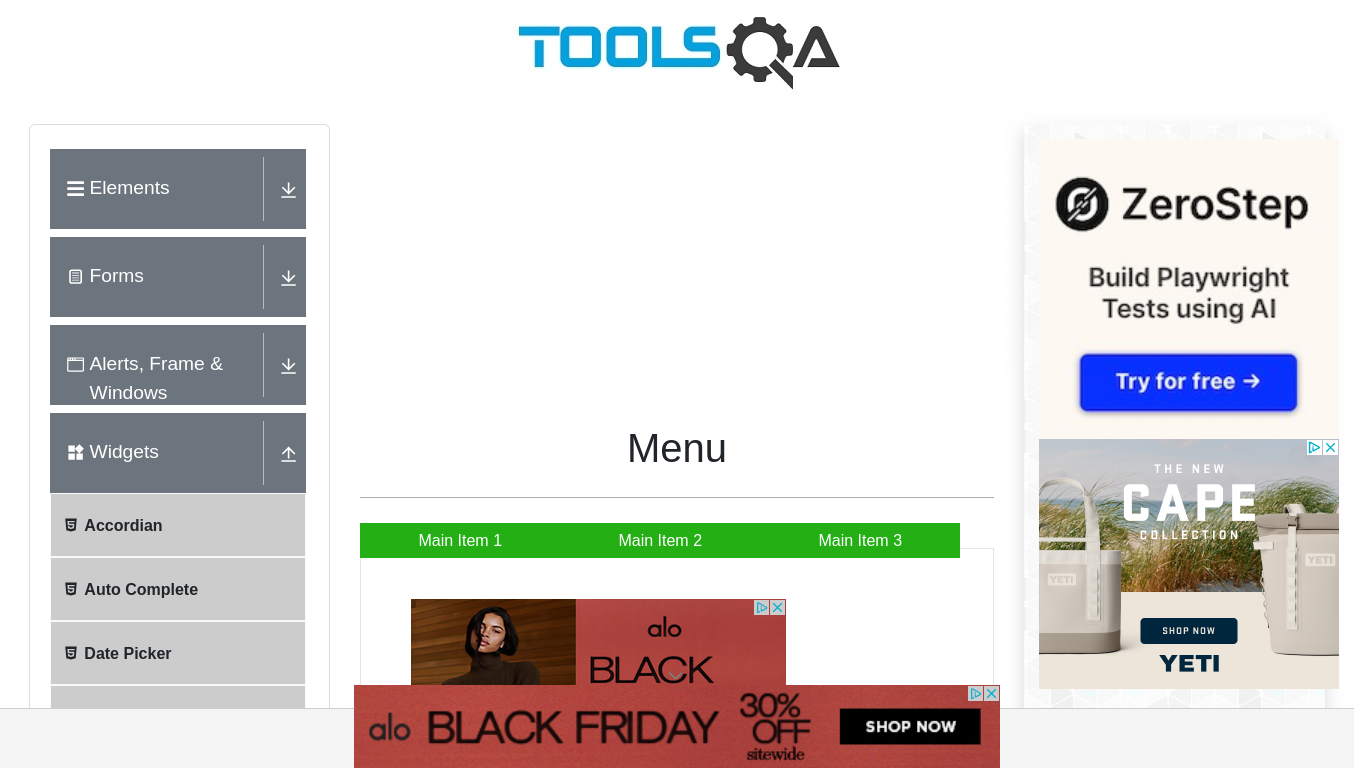 TOOLSQA
Elements
Forms
Alerts, Frame &
Windows
Widgets
Accordian
Auto Complete
Date Picker
Menu
Main Item 1
Main Item 2
Main Item 3
alo
BLACK
alo
BLACK FRIDAY
30%
OFF
sitewide
SHOP NOW
ZeroStep
Build Playwright
Tests using AI
Try for free →
THE NEW
CAPE
COLLECTION
YETI
YETI
SHOP NOW
YETI